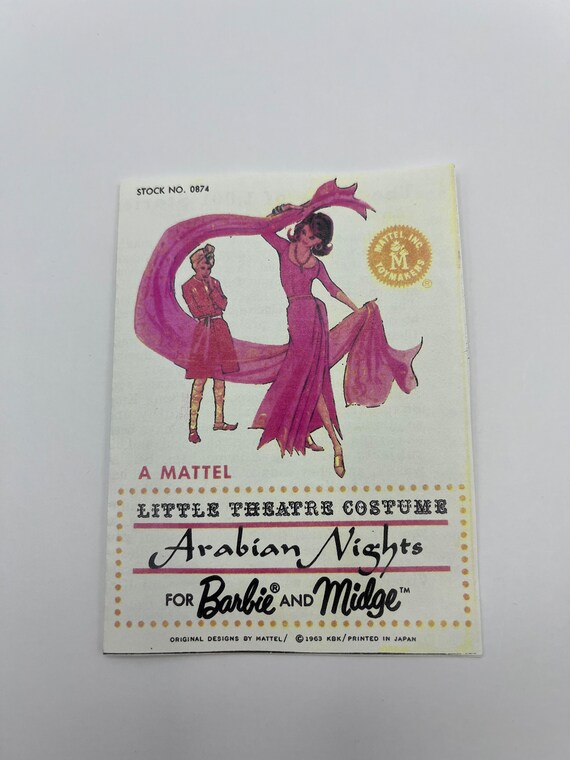 STOCK NO. 0874
MATTEL, INC.
M
TOYMAKERS
®
A MATTEL
LITTLE THEATRE COSTUME
Arabian Nights
FOR Barbie® AND Midge™
ORIGINAL DESIGNS BY MATTEL/ ©1963 KBK/PRINTED IN JAPAN